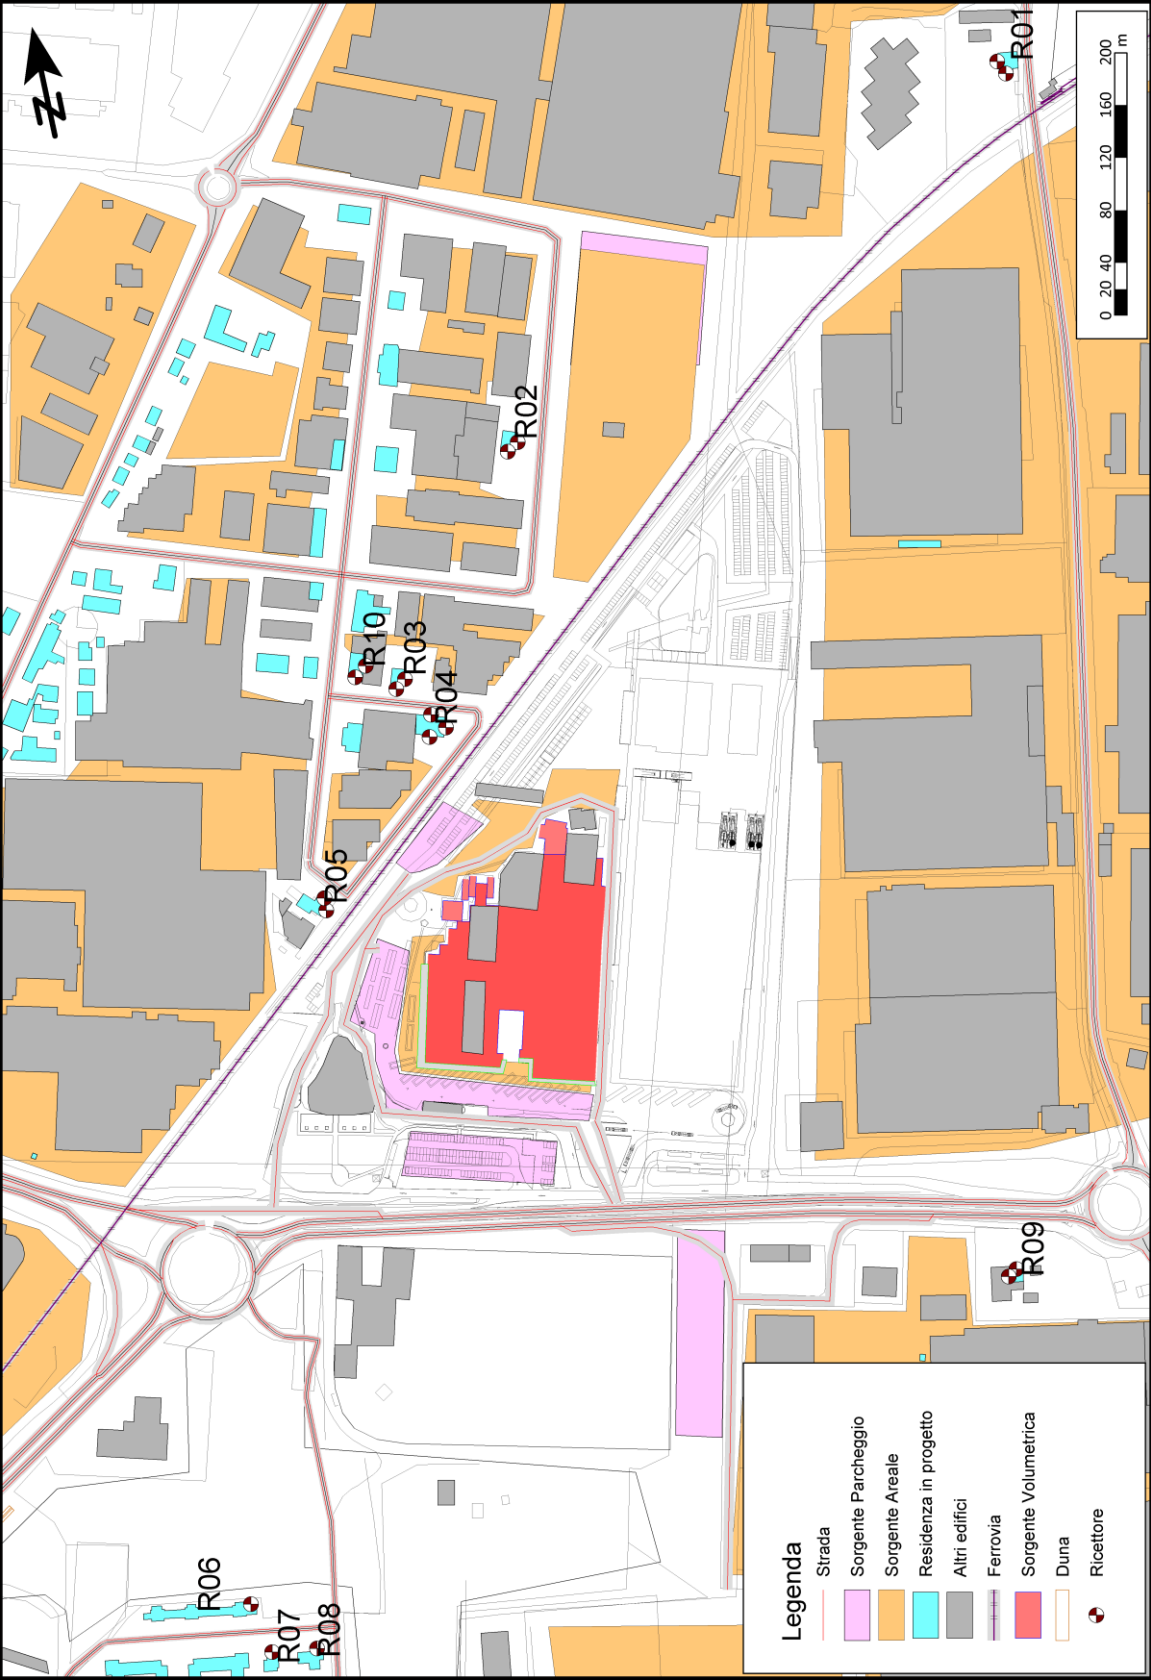 N
R01
0 20 40 80 120 160 200
m
R02
R10
R03
R04
R05
R09
R06
R07
R08
Legenda
Strada
Sorgente Parcheggio
Sorgente Areale
Residenza in progetto
Altri edifici
Ferrovia
Sorgente Volumetrica
Duna
Ricettore